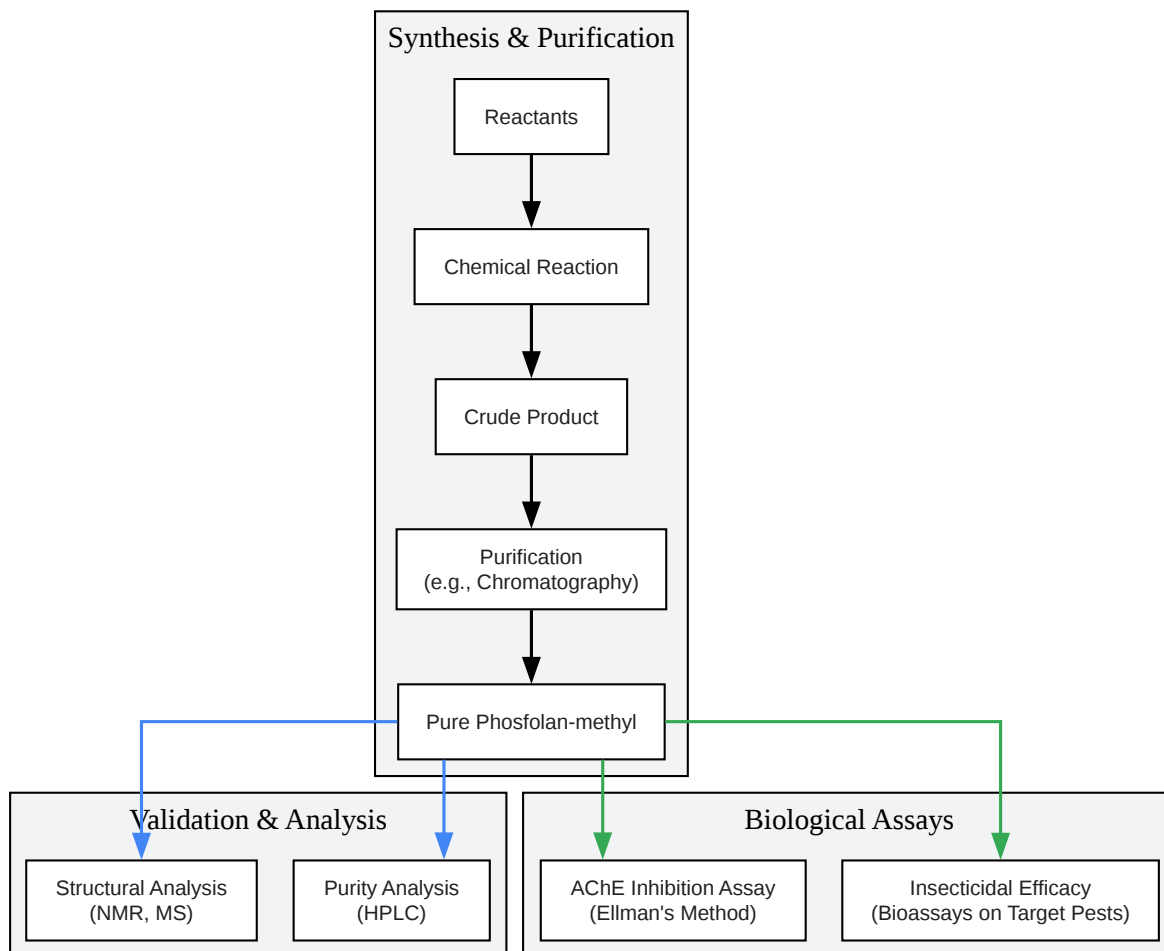 Synthesis & Purification
Reactants
Chemical Reaction
Crude Product
Purification
(e.g., Chromatography)
Pure Phosfolan-methyl
Validation & Analysis
Structural Analysis
(NMR, MS)
Purity Analysis
(HPLC)
Biological Assays
AChE Inhibition Assay
(Ellman's Method)
Insecticidal Efficacy
(Bioassays on Target Pests)